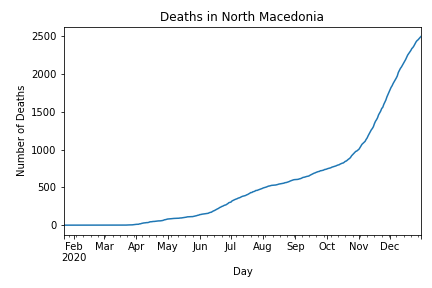 Deaths in North Macedonia
Number of Deaths
2500
2000
1500
1000
500
0
Feb Mar Apr May Jun Jul Aug Sep Oct Nov Dec
2020
Day